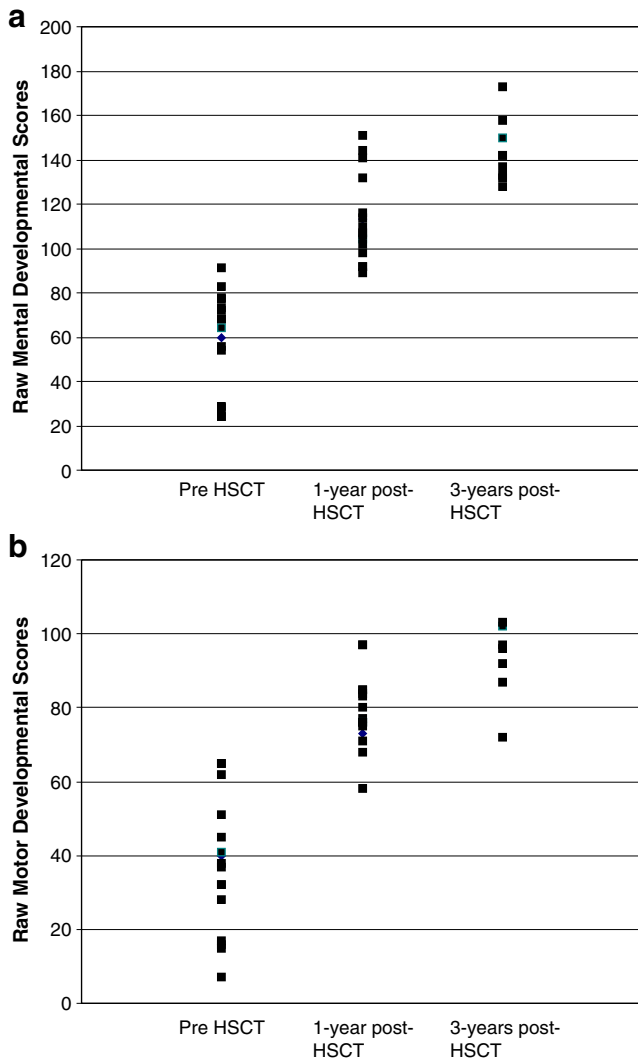 a
200
180
160
140
120
100
80
60
40
20
0
Raw Mental Developmental Scores
Pre HSCT
1-year post-
HSCT
3-years post-
HSCT
b
120
100
80
60
40
20
0
Raw Motor Developmental Scores
Pre HSCT
1-year post-
HSCT
3-years post-
HSCT